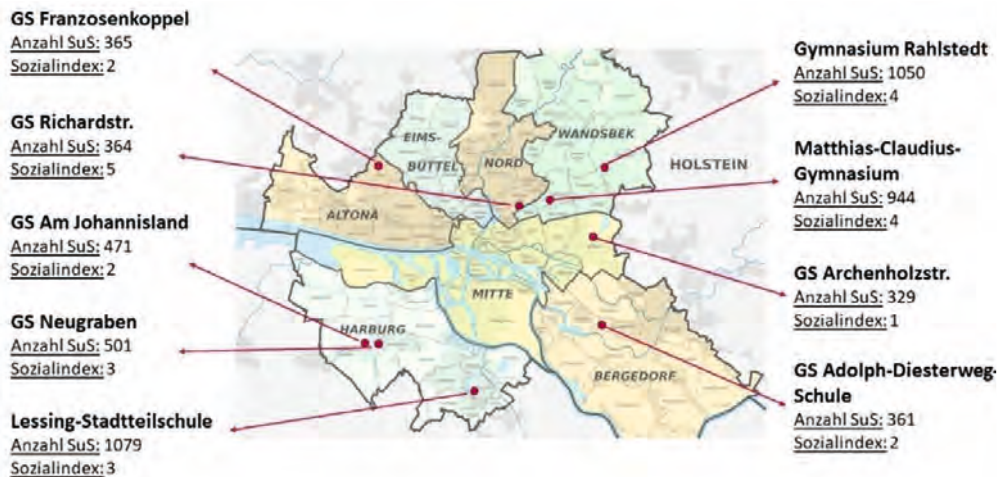 GS Franzosenkoppel
Anzahl SuS: 365
Sozialindex: 2
GS Richardstr.
Anzahl SuS: 364
Sozialindex: 5
GS Am Johannisland
Anzahl SuS: 471
Sozialindex: 2
GS Neugraben
Anzahl SuS: 501
Sozialindex: 3
Lessing-Stadtteilschule
Anzahl SuS: 1079
Sozialindex: 3
EIMS-
BÜTTEL
NORD
WANDSBEK
HOLSTEIN
ALTONA
MITTE
HARBURG
BERGEDORF
Gymnasium Rahlstedt
Anzahl SuS: 1050
Sozialindex: 4
Matthias-Claudius-
Gymnasium
Anzahl SuS: 944
Sozialindex: 4
GS Archenholzstr.
Anzahl SuS: 329
Sozialindex: 1
GS Adolph-Diesterweg-
Schule
Anzahl SuS: 361
Sozialindex: 2